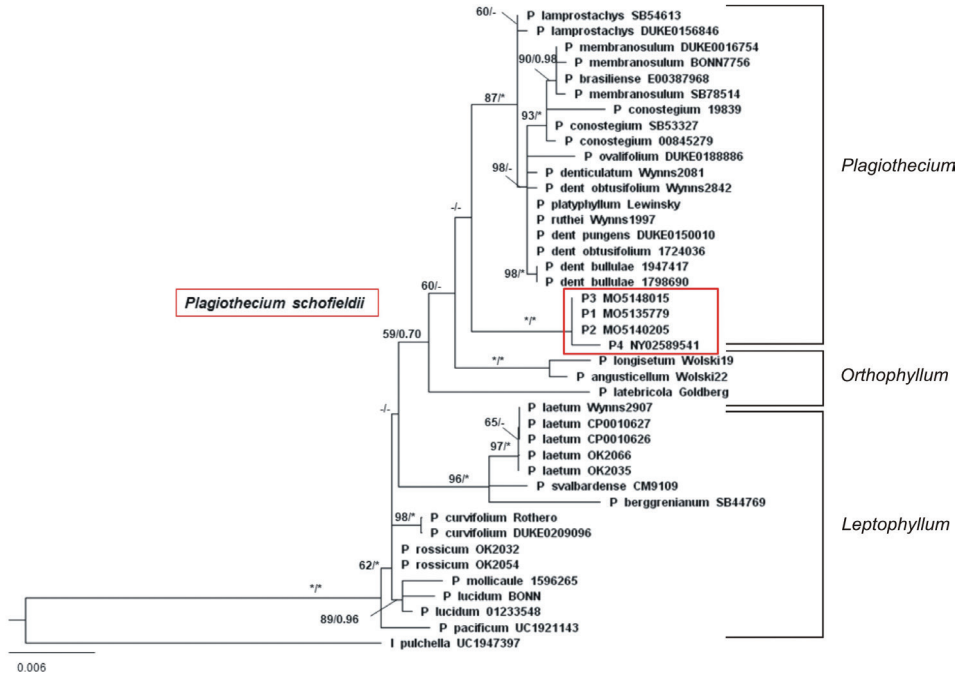 60/-
P lamprostachys SB54613
P lamprostachys DUKE0156846
P membranosulum DUKE0016754
90/0.98
P membranosulum BONN7756
P brasiliense E00387968
P membranosulum SB78514
87/*
P conostegium 19839
93/*
P conostegium SB53327
P conostegium 00845279
P ovalifolium DUKE0188886
Plagiothecium
98/-
P denticulatum Wynns2081
P dent obtusifolium Wynns2842
P platyphyllum Lewinsky
-/-
P ruthei Wynns1997
P dent pungens DUKE0150010
P dent obtusifolium 1724036
98/*
P dent bullulae 1947417
P dent bullulae 1798690
60/-
Plagiothecium schofieldii
P3 MO5148015
P1 MO5135779
*/*
P2 MO5140205
59/0.70
P4 NY02589541
*/*
P longisetum Wolski19
P angusticellum Wolski22
Orthophyllum
P latebricola Goldberg
-/-
P laetum Wynns2907
65/-
P laetum CP0010627
P laetum CP0010626
97/*
P laetum OK2066
P laetum OK2035
96/*
P svalbardense CM9109
P berggrenianum SB44769
Leptophyllum
98/*
P curvifolium Rothero
P curvifolium DUKE0209096
P rossicum OK2032
62/*
P rossicum OK2054
*/*
P mollicaule 1596265
P lucidum BONN
89/0.96
P lucidum 01233548
P pacificum UC1921143
I pulchella UC1947397
0.006